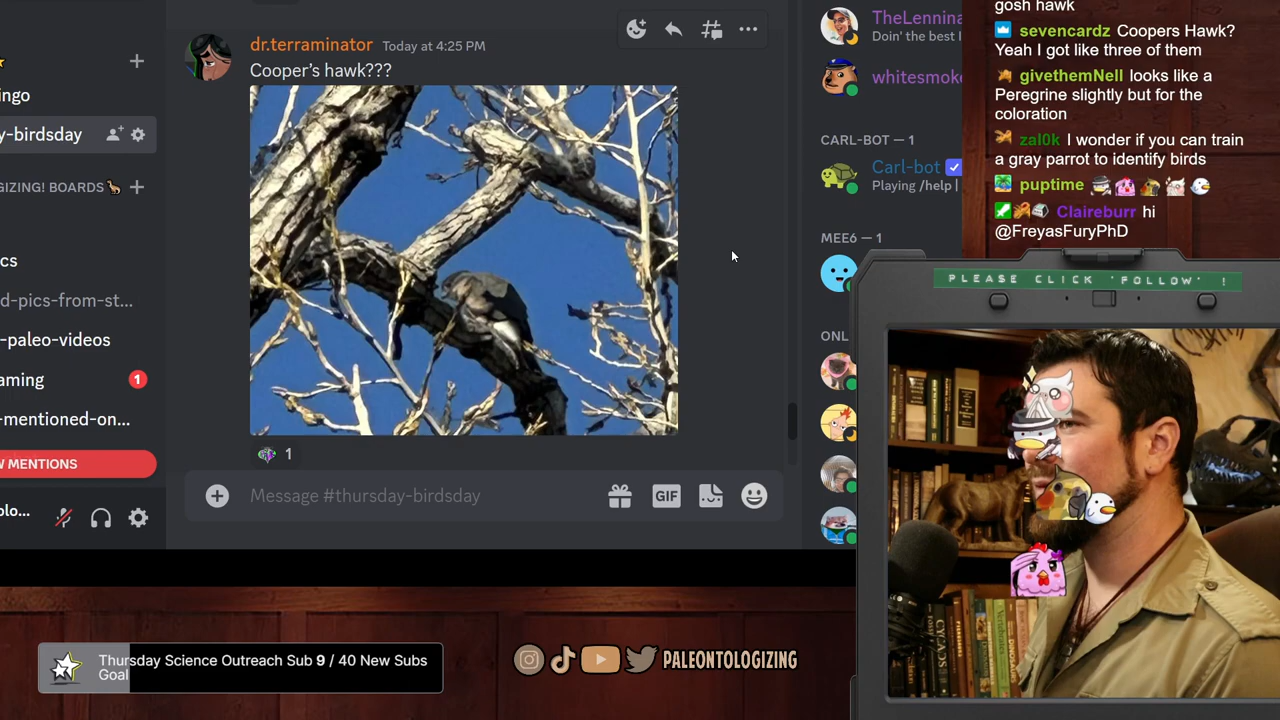 ingo
y-birdsday
GIZING! BOARDS
cs
d-pics-from-st...
-paleo-videos
aming
1
-mentioned-on...
W MENTIONS
olo...
dr.terraminator Today at 4:25 PM
Cooper's hawk???
1
Message #thursday-birdsday
GIF
TheLennina
Doin' the best I
whitesmoke
CARL-BOT — 1
Carl-bot
Playing /help |
MEE6 — 1
ONL
gosh hawk
sevencardz Coopers Hawk?
Yeah I got like three of them
givethemNell looks like a
Peregrine slightly but for the
coloration
zal0k I wonder if you can train
a gray parrot to identify birds
puptime
Claireburr hi
@FreyasFuryPhD
PLEASE CLICK 'FOLLOW' !
Thursday Science Outreach Sub 9 / 40 New Subs
Goal
PALEONTOLOGIZING